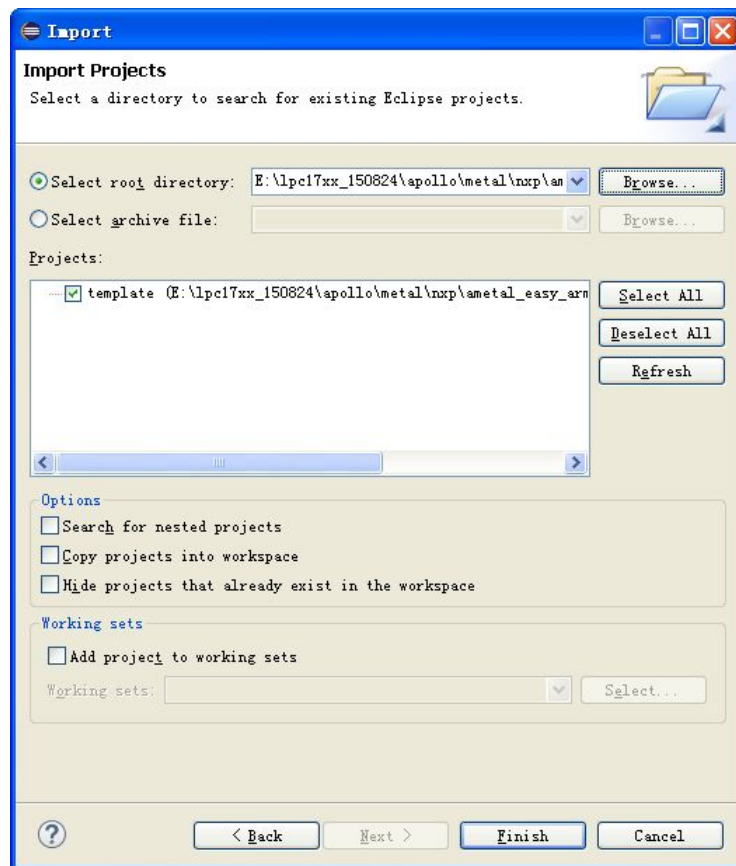 Import
Import Projects
Select a directory to search for existing Eclipse projects.
Select root directory: E:\lpc17xx_150824\apollo\metal\nxp\am Browse...
Select archive file: Browse...
Projects:
template (E:\lpc17xx_150824\apollo\metal\nxp\ametal_easy_arm
Select All
Deselect All
Refresh
Options
Search for nested projects
Copy projects into workspace
Hide projects that already exist in the workspace
Working sets
Add project to working sets
Working sets: Select...
? < Back Next > Finish Cancel